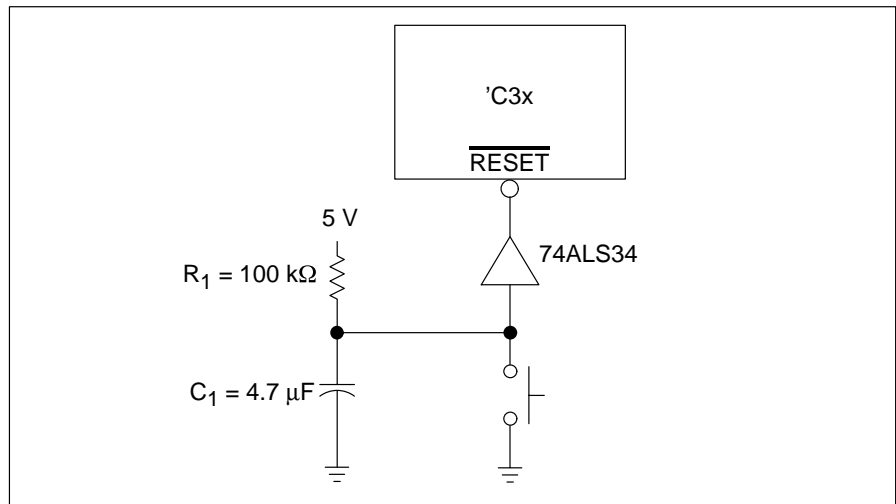 'C3x
RESET
5 V
74ALS34
R1 = 100 kΩ
C1 = 4.7 µF